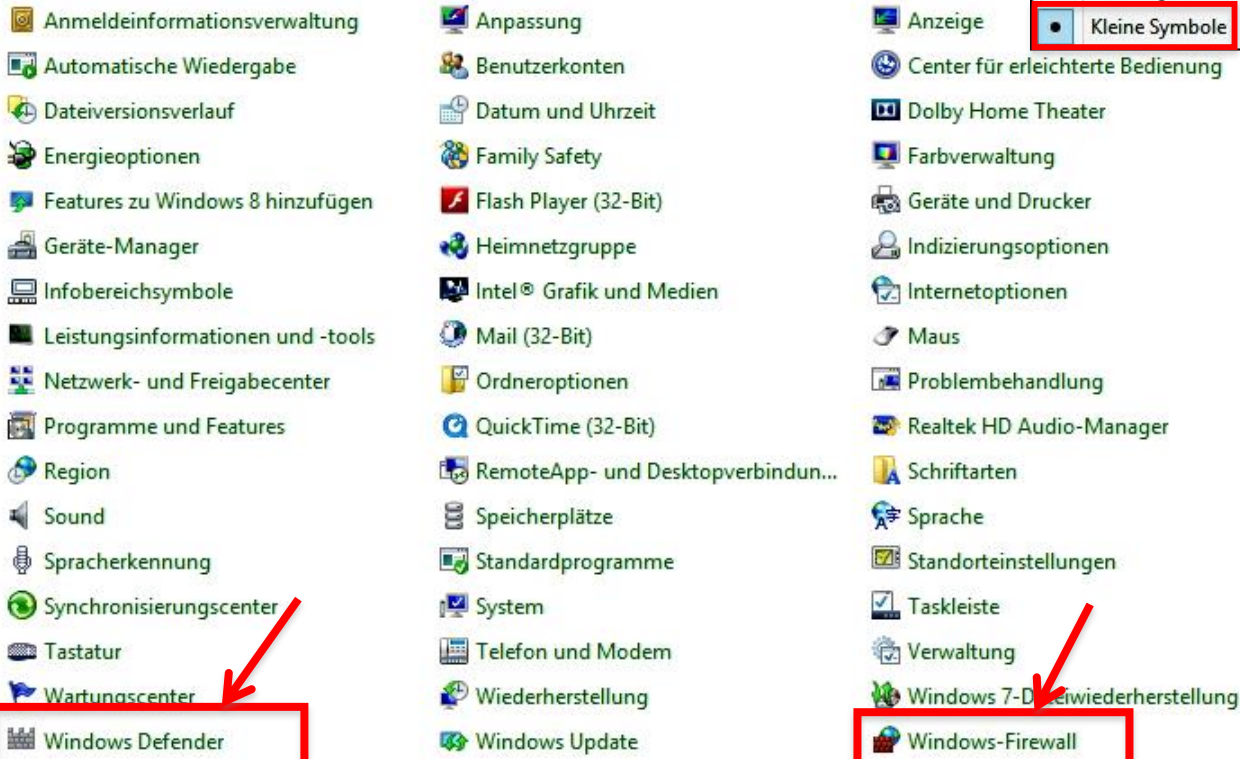 Anmeldeinformationsverwaltung Anpassung Anzeige Kleine Symbole
Automatische Wiedergabe Benutzerkonten Center für erleichterte Bedienung
Dateiversionsverlauf Datum und Uhrzeit Dolby Home Theater
Energieoptionen Family Safety Farbverwaltung
Features zu Windows 8 hinzufügen Flash Player (32-Bit) Geräte und Drucker
Geräte-Manager Heimnetzgruppe Indizierungsoptionen
Infobereichsymbole Intel® Grafik und Medien Internetoptionen
Leistungsinformationen und -tools Mail (32-Bit) Maus
Netzwerk- und Freigabecenter Ordneroptionen Problembehandlung
Programme und Features QuickTime (32-Bit) Realtek HD Audio-Manager
Region RemoteApp- und Desktopverbindun... Schriftarten
Sound Speicherplätze Sprache
Spracherkennung Standardprogramme Standorteinstellungen
Synchronisierungscenter System Taskleiste
Tastatur Telefon und Modem Verwaltung
Wartungscenter Wiederherstellung Windows 7-Dateiwiederherstellung
Windows Defender Windows Update Windows-Firewall